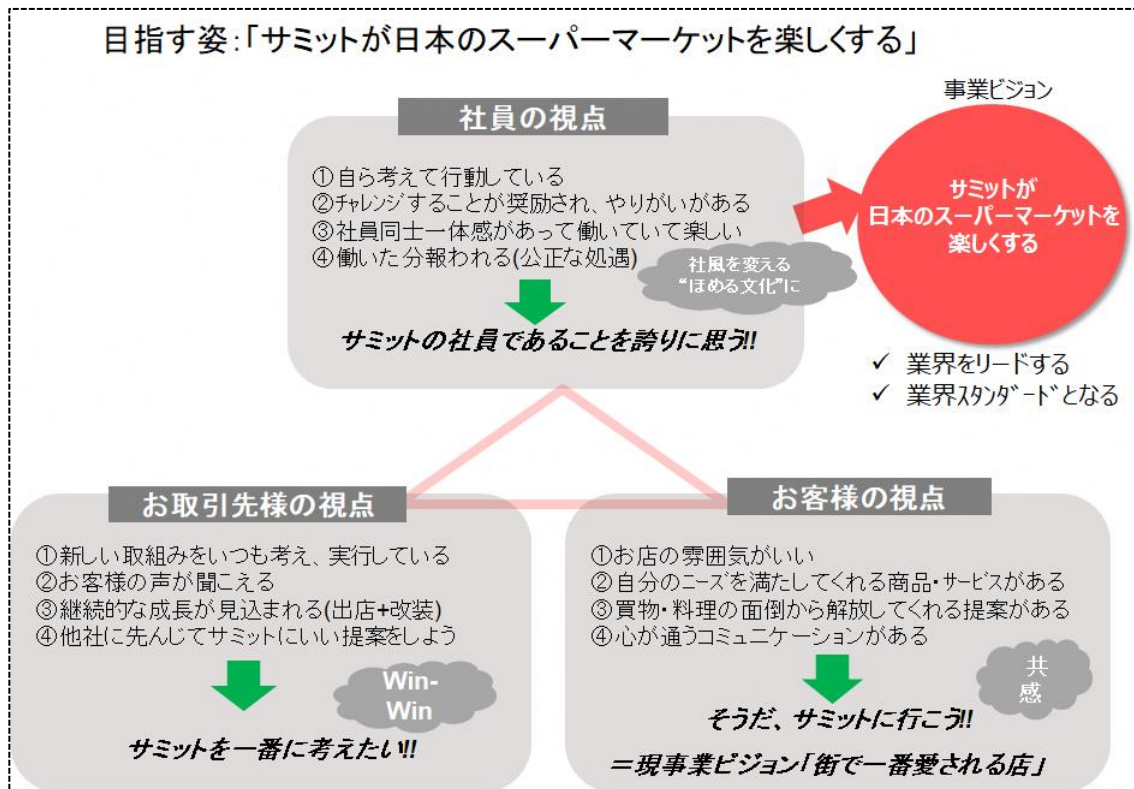 目指す姿:「サミットが日本のスーパーマーケットを楽しくする」
社員の視点
①自ら考えて行動している
②ﾁｬﾚﾝｼﾞすることが奨励され、やりがいがある
③社員同士一体感があって働いていて楽しい
④働いた分報われる(公正な処遇)
社風を変える
“ほめる文化”に
サミットの社員であることを誇りに思う!!
事業ビジョン
サミットが
日本のスーパーマーケットを
楽しくする
✓ 業界をリードする
✓ 業界ｽﾀﾝﾀﾞｰﾄﾞとなる
お取引先様の視点
①新しい取組みをいつも考え、実行している
②お客様の声が聞こえる
③継続的な成長が見込まれる(出店+改装)
④他社に先んじてサミットにいい提案をしよう
Win-
Win
サミットを一番に考えたい!!
お客様の視点
①お店の雰囲気がいい
②自分のニーズを満たしてくれる商品・サービスがある
③買物・料理の面倒から解放してくれる提案がある
④心が通うコミュニケーションがある
共
感
そうだ、サミットに行こう!!
＝現事業ビジョン「街で一番愛される店」